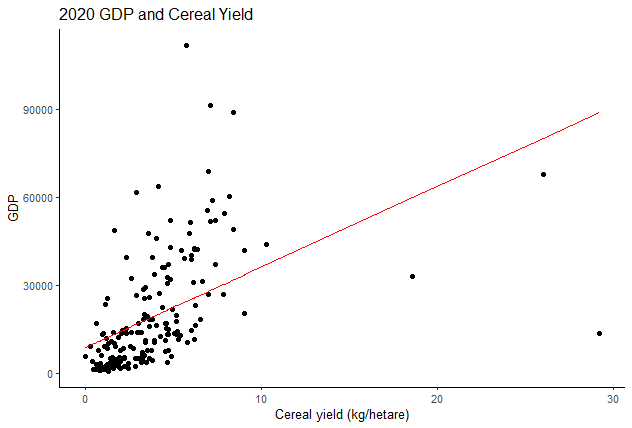 2020 GDP and Cereal Yield
GDP
90000
60000
30000
0
0 10 20 30
Cereal yield (kg/hetare)